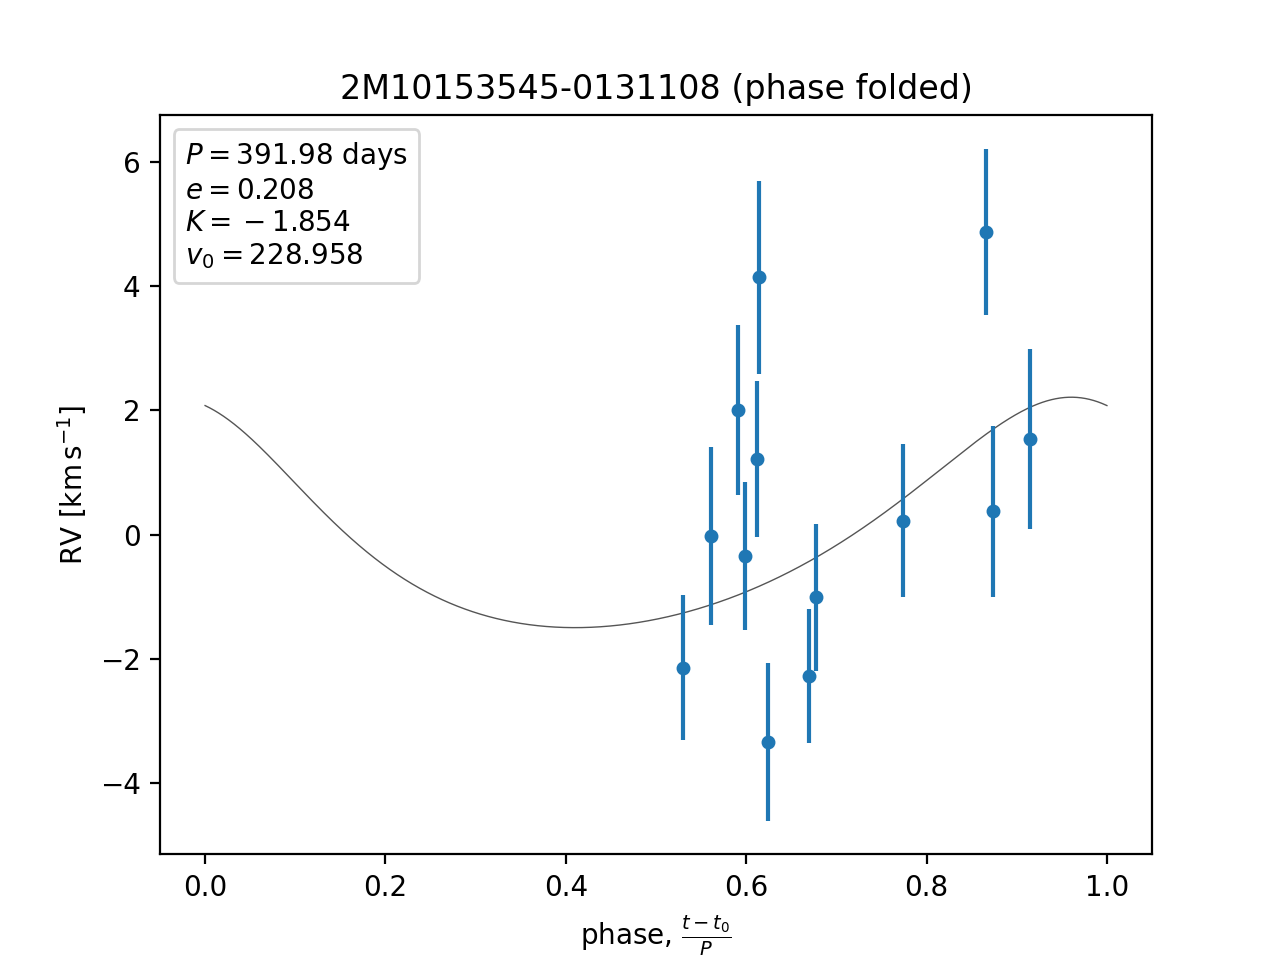 2M10153545-0131108 (phase folded)
P = 391.98 days
e = 0.208
K = −1.854
v₀ = 228.958
6
4
2
0
−2
−4
RV [km s⁻¹]
0.0 0.2 0.4 0.6 0.8 1.0
phase, (t − t₀)/P